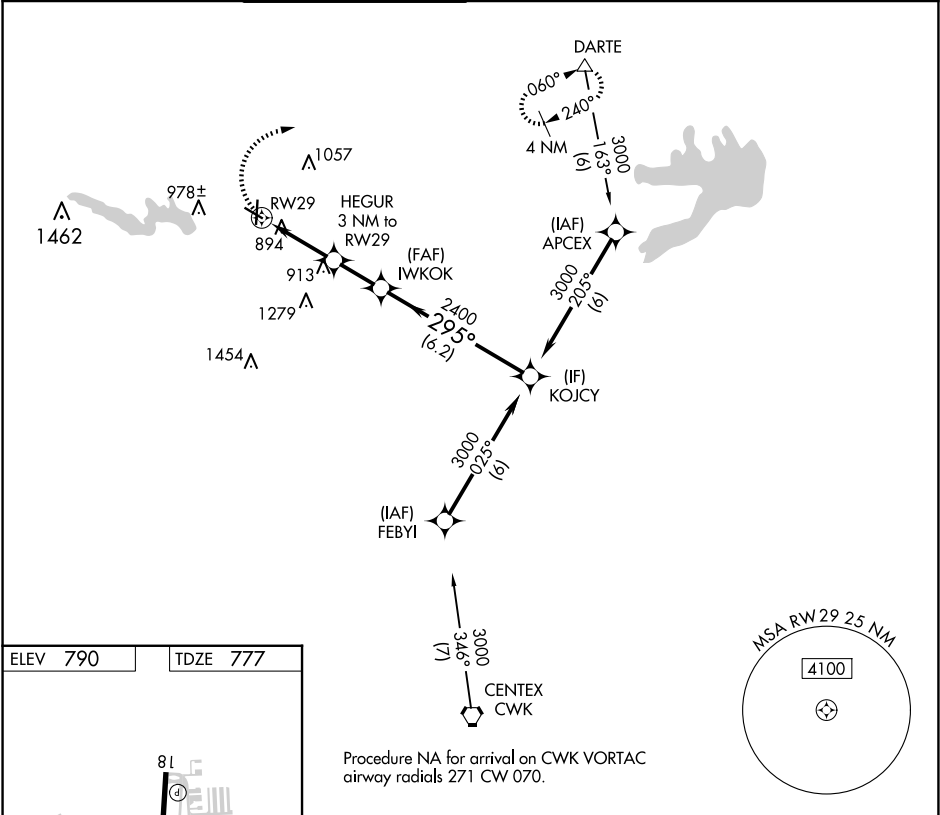 DARTE
060°
240°
4 NM
3000
163°
(6)
1057
978±
1462
RW29
894
HEGUR
3 NM to
RW29
913
(FAF)
IWKOK
1279
1454
2400
295°
(6.2)
(IAF)
APCEX
3000
205°
(6)
(IF)
KOJCY
3000
025°
(6)
(IAF)
FEBYI
3000
346°
(7)
CENTEX
CWK
Procedure NA for arrival on CWK VORTAC
airway radials 271 CW 070.
MSA RW29 25 NM
4100
ELEV 790
TDZE 777
18
P